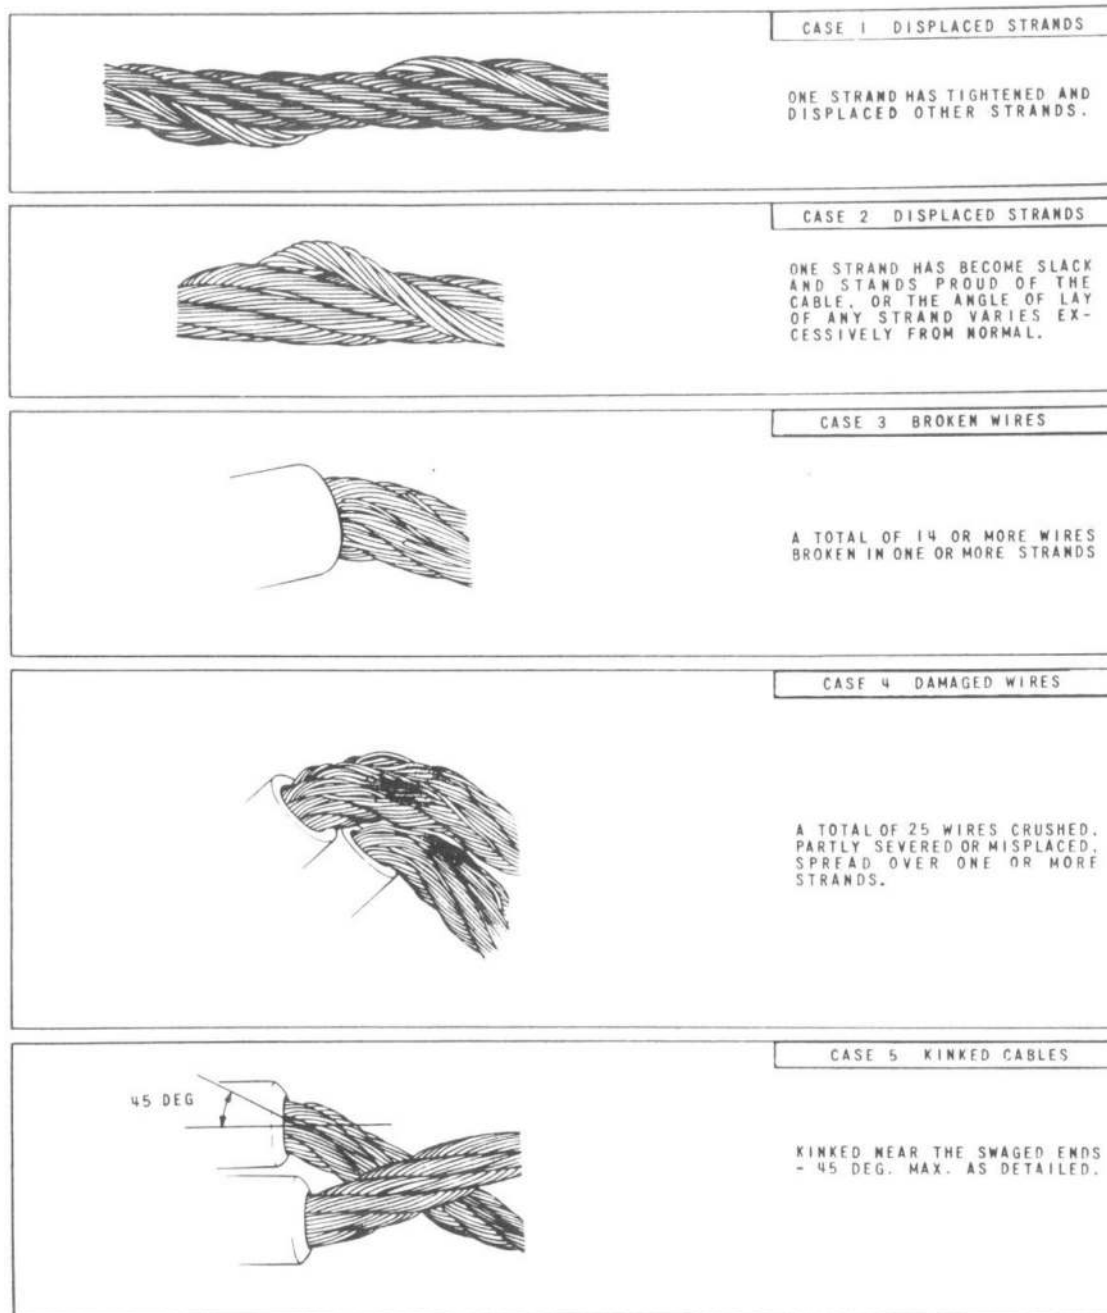 CASE 1 DISPLACED STRANDS
ONE STRAND HAS TIGHTENED AND
DISPLACED OTHER STRANDS.
CASE 2 DISPLACED STRANDS
ONE STRAND HAS BECOME SLACK
AND STANDS PROUD OF THE
CABLE, OR THE ANGLE OF LAY
OF ANY STRAND VARIES EX-
CESSIVELY FROM NORMAL.
CASE 3 BROKEN WIRES
A TOTAL OF 14 OR MORE WIRES
BROKEN IN ONE OR MORE STRANDS
CASE 4 DAMAGED WIRES
A TOTAL OF 25 WIRES CRUSHED,
PARTLY SEVERED OR MISPLACED,
SPREAD OVER ONE OR MORE
STRANDS.
CASE 5 KINKED CABLES
45 DEG
KINKED NEAR THE SWAGED ENDS
- 45 DEG. MAX. AS DETAILED.